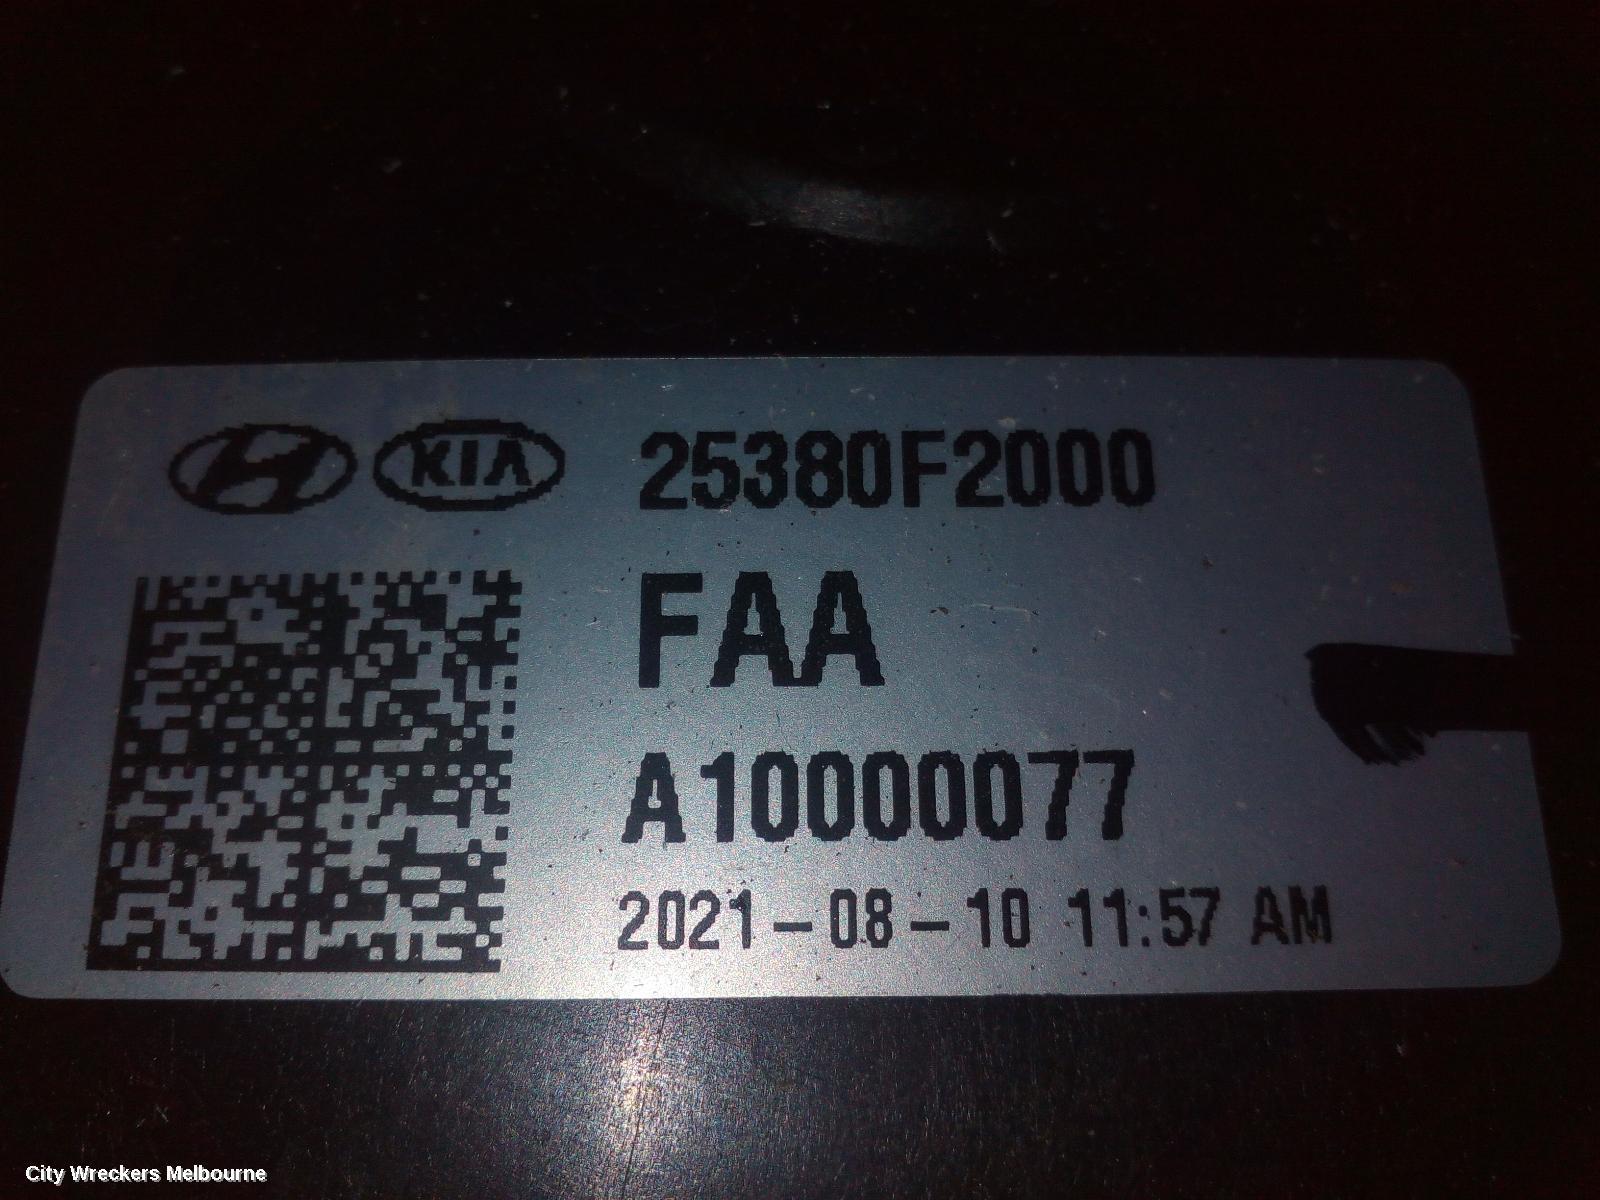 KIA 25380F2000
FAA
A10000077
2021-08-10 11:57 AM
City Wreckers Melbourne